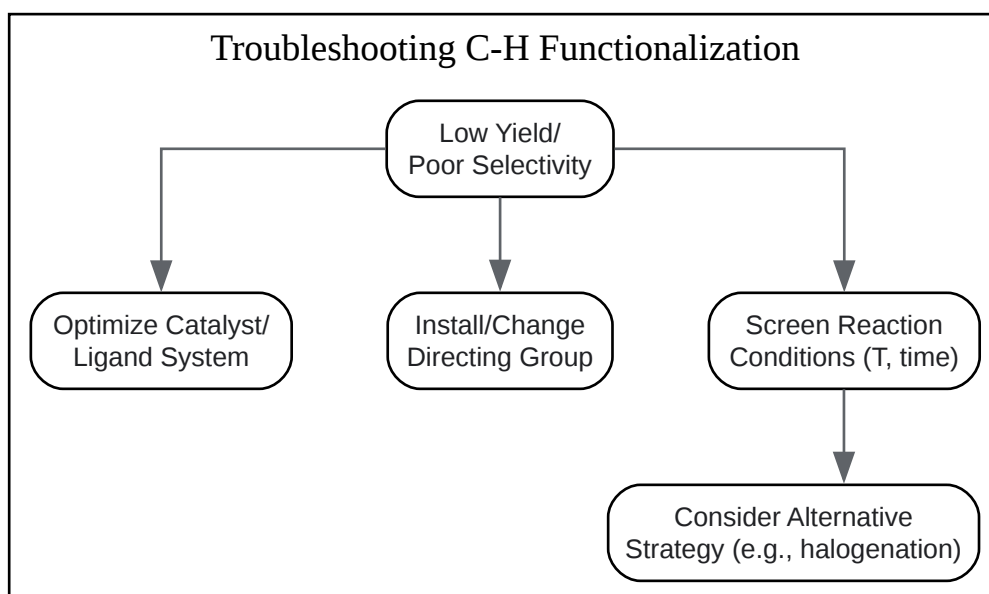 Troubleshooting C-H Functionalization
Low Yield/
Poor Selectivity
Optimize Catalyst/
Ligand System
Install/Change
Directing Group
Screen Reaction
Conditions (T, time)
Consider Alternative
Strategy (e.g., halogenation)